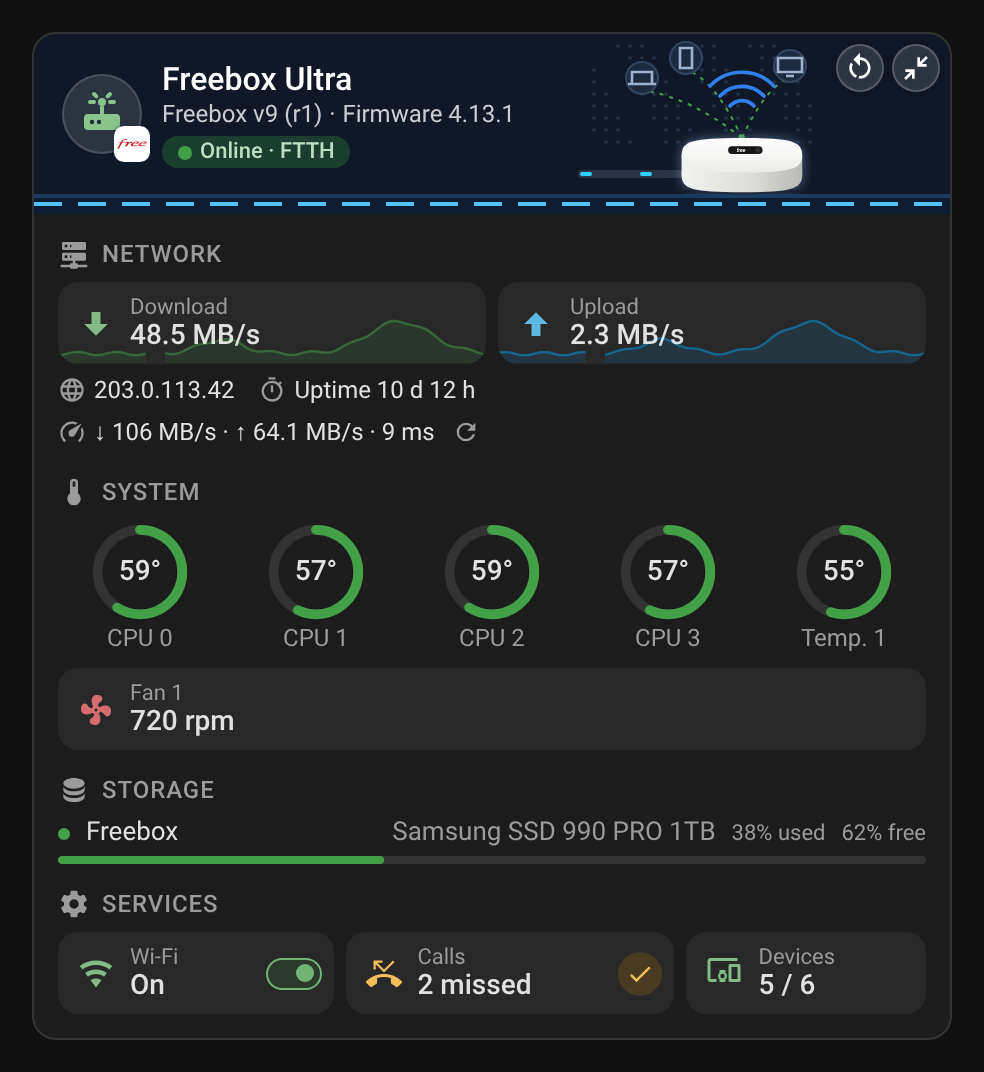 Freebox Ultra
Freebox v9 (r1) · Firmware 4.13.1
free
Online · FTTH
free
NETWORK
Download
48.5 MB/s
Upload
2.3 MB/s
203.0.113.42 Uptime 10 d 12 h
↓ 106 MB/s · ↑ 64.1 MB/s · 9 ms
SYSTEM
59° 57° 59° 57° 55°
CPU 0 CPU 1 CPU 2 CPU 3 Temp. 1
Fan 1
720 rpm
STORAGE
Freebox Samsung SSD 990 PRO 1TB 38% used 62% free
SERVICES
Wi-Fi
On
Calls
2 missed
Devices
5 / 6